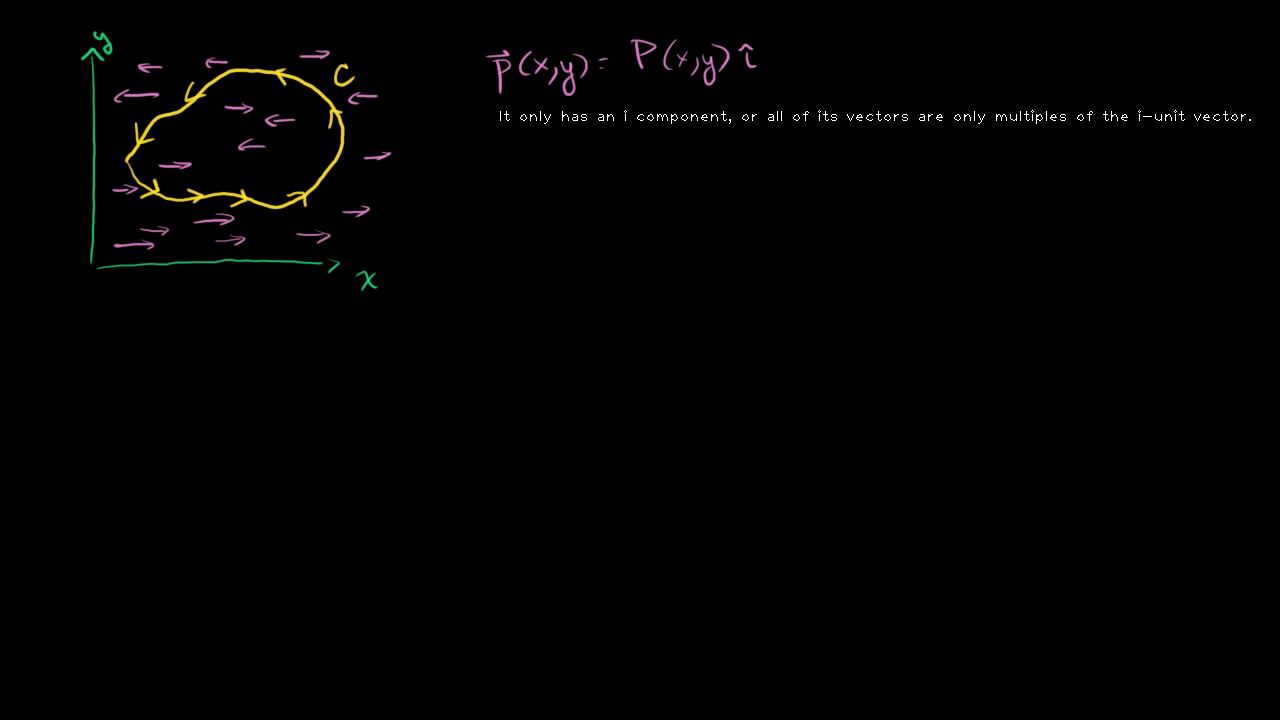 y
C
x
p⃗(x,y) = P(x,y) î
It only has an i component, or all of its vectors are only multiples of the i-unit vector.